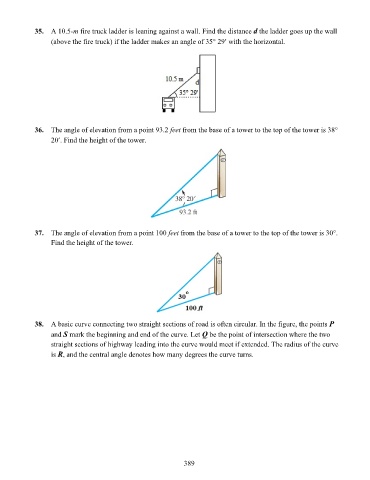 35. A 10.5-m fire truck ladder is leaning against a wall. Find the distance d the ladder goes up the wall
(above the fire truck) if the ladder makes an angle of 35° 29′ with the horizontal.
10.5 m
d
35° 29′
36. The angle of elevation from a point 93.2 feet from the base of a tower to the top of the tower is 38°
20′. Find the height of the tower.
38° 20′
93.2 ft
37. The angle of elevation from a point 100 feet from the base of a tower to the top of the tower is 30°.
Find the height of the tower.
30°
100 ft
38. A basic curve connecting two straight sections of road is often circular. In the figure, the points P
and S mark the beginning and end of the curve. Let Q be the point of intersection where the two
straight sections of highway leading into the curve would meet if extended. The radius of the curve
is R, and the central angle denotes how many degrees the curve turns.
389